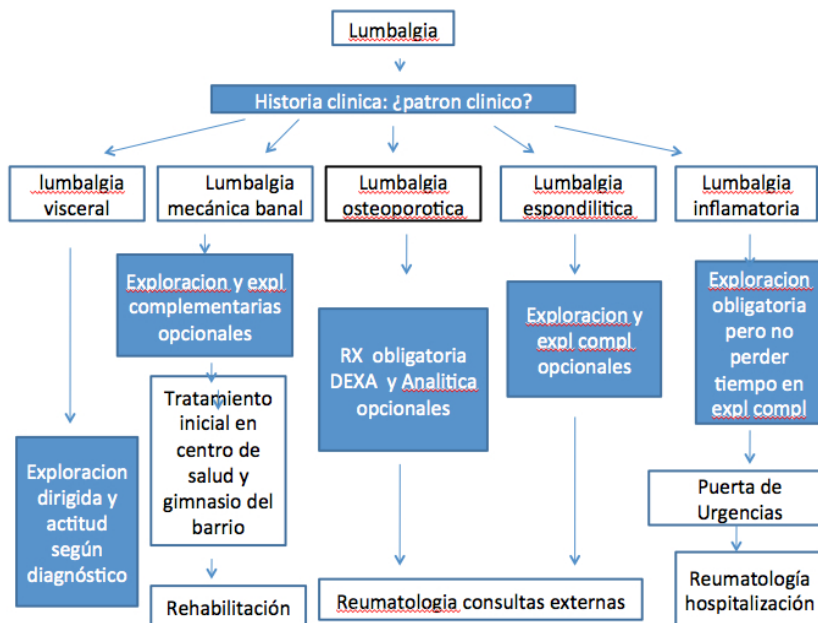 Lumbalgia
Historia clinica: ¿patron clinico?
lumbalgia
visceral
Lumbalgia
mecánica banal
Lumbalgia
osteoporotica
Lumbalgia
espondilitica
Lumbalgia
inflamatoria
Exploracion y expl
complementarias
opcionales
RX obligatoria
DEXA y Analitica
opcionales
Exploracion y
expl compl
opcionales
Exploracion
obligatoria
pero no
perder
tiempo en
expl compl
Tratamiento
inicial en
centro de
salud y
gimnasio del
barrio
Exploracion
dirigida y
actitud
según
diagnóstico
Puerta de
Urgencias
Rehabilitación
Reumatologia consultas externas
Reumatología
hospitalización